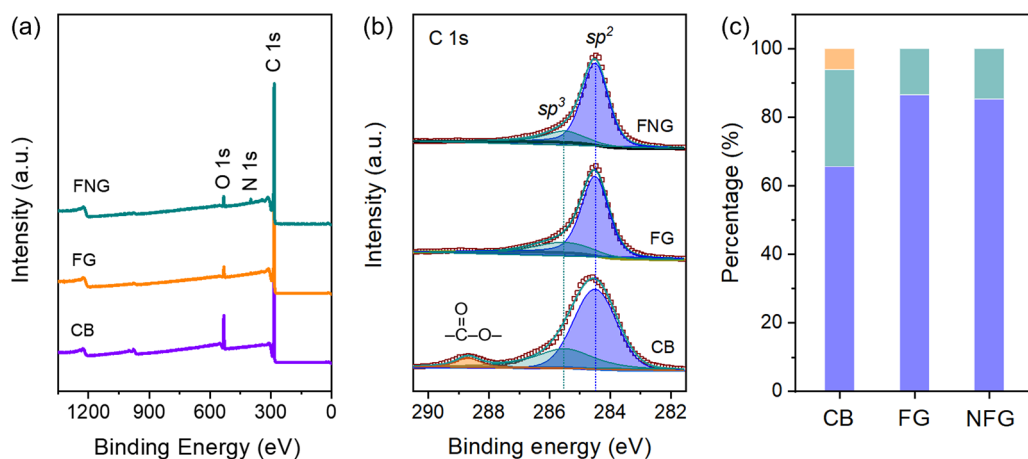 (a)
Intensity (a.u.)
C 1s
O 1s
N 1s
FNG
FG
CB
1200 900 600 300 0
Binding Energy (eV)
(b)
Intensity (a.u.)
C 1s
sp²
sp³
FNG
FG
O
–C–O–
CB
290 288 286 284 282
Binding energy (eV)
(c)
Percentage (%)
100
80
60
40
20
0
CB FG NFG